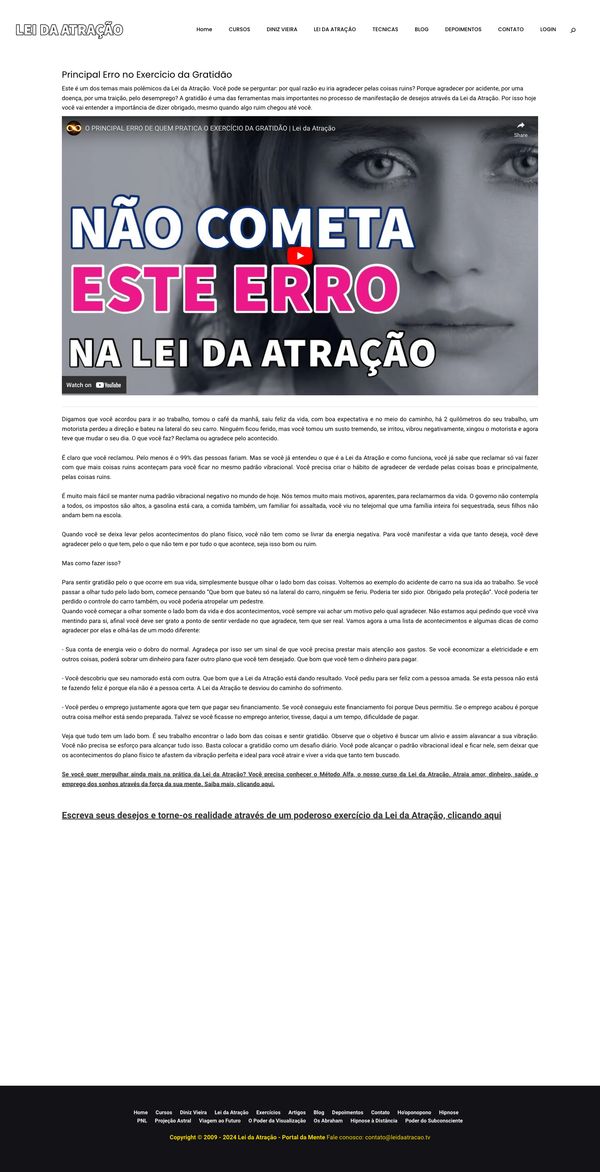 LEI DA ATRAÇÃO
Home CURSOS DINIZ VIEIRA LEI DA ATRAÇÃO TECNICAS BLOG DEPOIMENTOS CONTATO LOGIN
Principal Erro no Exercício da Gratidão
Este é um dos temas mais polêmicos da Lei da Atração. Você pode se perguntar: por qual razão eu iria agradecer pelas coisas ruins? Porque agradecer por acidente, por uma
doença, por uma traição, pelo desemprego? A gratidão é uma das ferramentas mais importantes no processo de manifestação de desejos através da Lei da Atração. Por isso hoje
você vai entender a importância de dizer obrigado, mesmo quando algo ruim chegou até você.
O PRINCIPAL ERRO DE QUEM PRATICA O EXERCÍCIO DA GRATIDÃO | Lei da Atração
Share
NÃO COMETA
ESTE ERRO
NA LEI DA ATRAÇÃO
Watch on YouTube
Digamos que você acordou para ir ao trabalho, tomou o café da manhã, saiu feliz da vida, com boa expectativa e no meio do caminho, há 2 quilômetros do seu trabalho, um
motorista perdeu a direção e bateu na lateral do seu carro. Ninguém ficou ferido, mas você tomou um susto tremendo, se irritou, vibrou negativamente, xingou o motorista e agora
teve que mudar o seu dia. O que você faz? Reclama ou agradece pelo acontecido.
É claro que você reclamou. Pelo menos é o 99% das pessoas fariam. Mas se você já entendeu o que é a Lei da Atração e como funciona, você já sabe que reclamar só vai fazer
com que mais coisas ruins aconteçam para você ficar no mesmo padrão vibracional. Você precisa criar o hábito de agradecer de verdade pelas coisas boas e principalmente,
pelas coisas ruins.
É muito mais fácil se manter numa padrão vibracional negativo no mundo de hoje. Nós temos muito mais motivos, aparentes, para reclamarmos da vida. O governo não contempla
a todos, os impostos são altos, a gasolina está cara, a comida também, um familiar foi assaltada, você viu no telejornal que uma família inteira foi sequestrada, seus filhos não
andam bem na escola.
Quando você se deixa levar pelos acontecimentos do plano físico, você não tem como se livrar da energia negativa. Para você manifestar a vida que tanto deseja, você deve
agradecer pelo o que tem, pelo o que não tem e por tudo o que acontece, seja isso bom ou ruim.
Mas como fazer isso?
Para sentir gratidão pelo o que ocorre em sua vida, simplesmente busque olhar o lado bom das coisas. Voltemos ao exemplo do acidente de carro na sua ida ao trabalho. Se você
passar a olhar tudo pelo lado bom, comece pensando “Que bom que bateu só na lateral do carro, ninguém se feriu. Poderia ter sido pior. Obrigado pela proteção”. Você poderia ter
perdido o controle do carro também, ou você poderia atropelar um pedestre.
Quando você começar a olhar somente o lado bom da vida e dos acontecimentos, você sempre vai achar um motivo pelo qual agradecer. Não estamos aqui pedindo que você viva
mentindo para si, afinal você deve ser grato a ponto de sentir verdade no que agradece, tem que ser real. Vamos agora a uma lista de acontecimentos e algumas dicas de como
agradecer por elas e olhá-las de um modo diferente:
- Sua conta de energia veio o dobro do normal. Agradeça por isso ser um sinal de que você precisa prestar mais atenção aos gastos. Se você economizar a eletricidade e em
outros coisas, poderá sobrar um dinheiro para fazer outro plano que você tem desejado. Que bom que você tem o dinheiro para pagar.
- Você descobriu que seu namorado está com outra. Que bom que a Lei da Atração está dando resultado. Você pediu para ser feliz com a pessoa amada. Se esta pessoa não está
te fazendo feliz é porque ela não é a pessoa certa. A Lei da Atração te desviou do caminho do sofrimento.
- Você perdeu o emprego justamente agora que tem que pagar seu financiamento. Se você conseguiu este financiamento foi porque Deus permitiu. Se o emprego acabou é porque
outra coisa melhor está sendo preparada. Talvez se você ficasse no emprego anterior, tivesse, daqui a um tempo, dificuldade de pagar.
Veja que tudo tem um lado bom. É seu trabalho encontrar o lado bom das coisas e sentir gratidão. Observe que o objetivo é buscar um alívio e assim alavancar a sua vibração.
Você não precisa se esforço para alcançar tudo isso. Basta colocar a gratidão como um desafio diário. Você pode alcançar o padrão vibracional ideal e ficar nele, sem deixar que
os acontecimentos do plano físico te afastem da vibração perfeita e ideal para você atrair e viver a vida que tanto tem buscado.
Se você quer mergulhar ainda mais na prática da Lei da Atração? Você precisa conhecer o Método Alfa, o nosso curso da Lei da Atração. Atraia amor, dinheiro, saúde, o
emprego dos sonhos através da força da sua mente. Saiba mais, clicando aqui.
Escreva seus desejos e torne-os realidade através de um poderoso exercício da Lei da Atração, clicando aqui
Home Cursos Diniz Vieira Lei da Atração Exercícios Artigos Blog Depoimentos Contato Ho'oponopono Hipnose
PNL Projeção Astral Viagem ao Futuro O Poder da Visualização Os Abraham Hipnose à Distância Poder do Subconsciente
Copyright © 2009 - 2024 Lei da Atração - Portal da Mente Fale conosco: contato@leidaatracao.tv